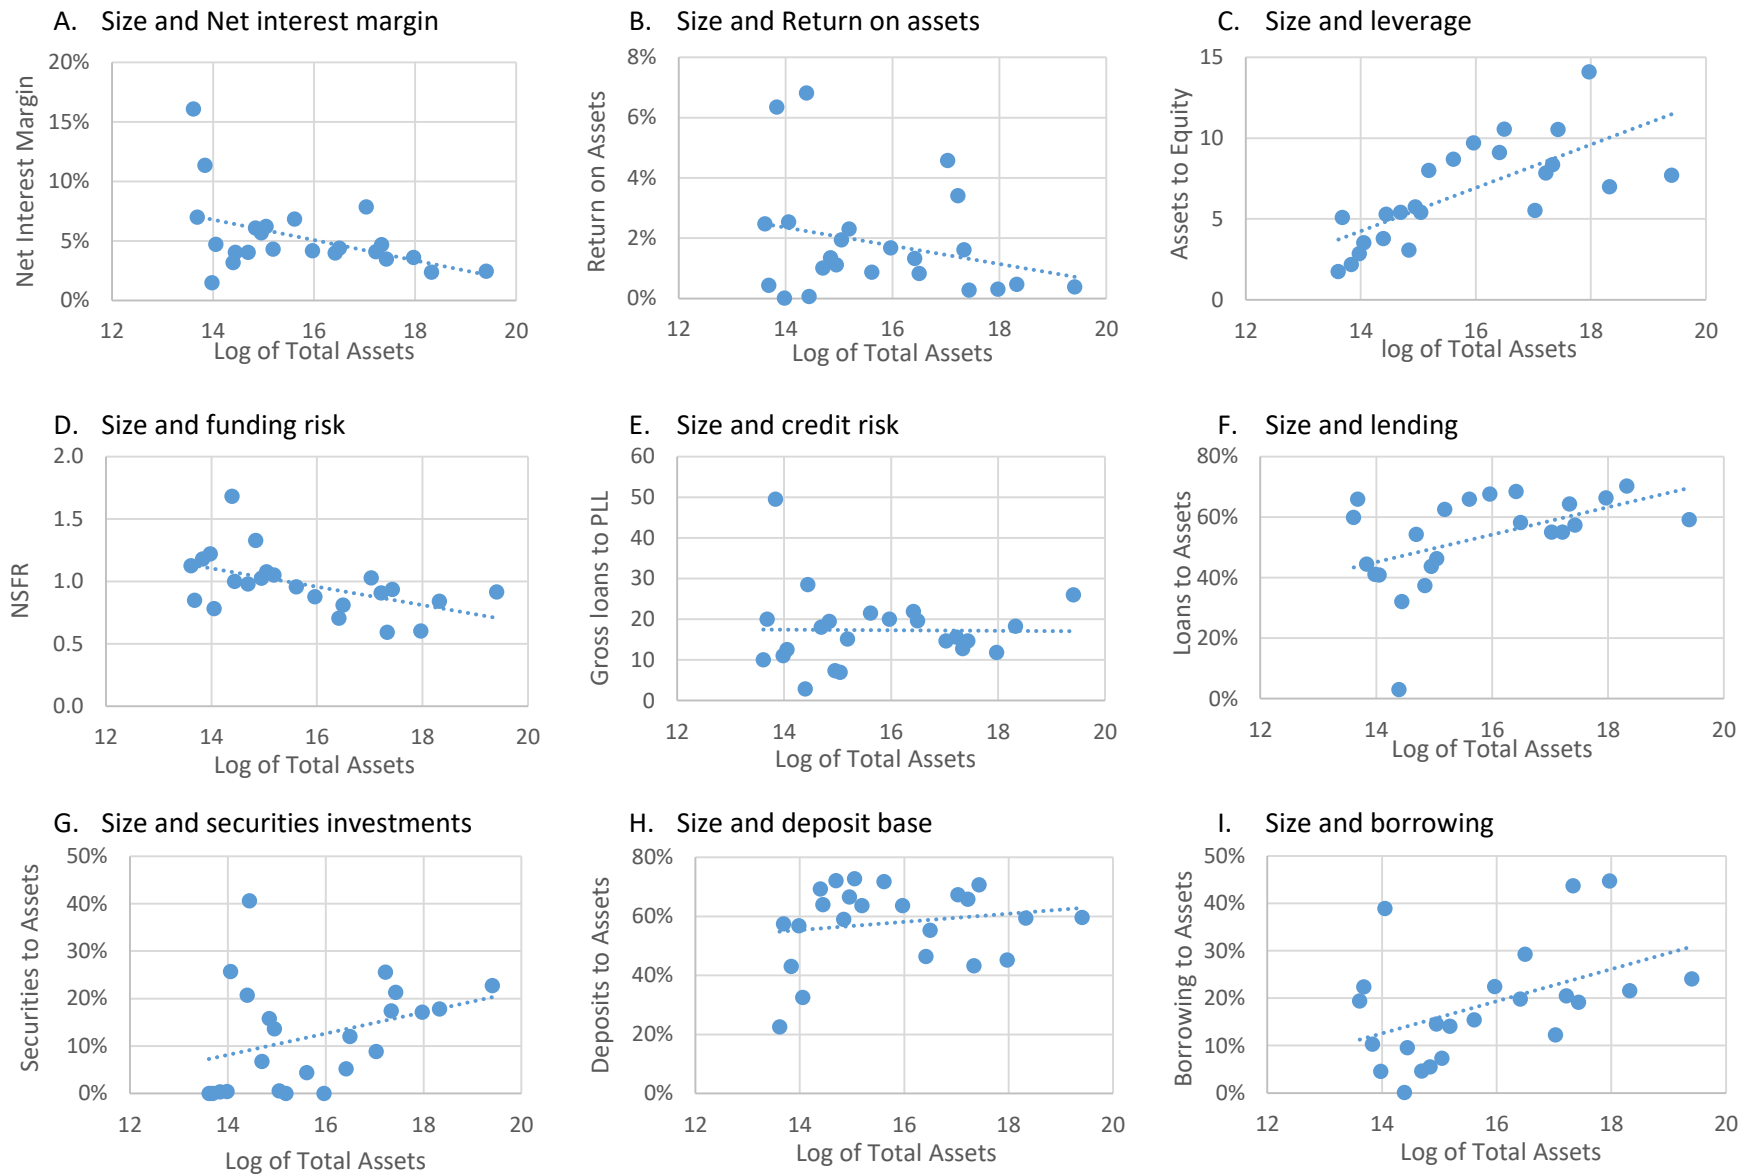 A. Size and Net interest margin
Net Interest Margin
20%
15%
10%
5%
0%
12 14 16 18 20
Log of Total Assets
B. Size and Return on assets
Return on Assets
8%
6%
4%
2%
0%
12 14 16 18 20
Log of Total Assets
C. Size and leverage
Assets to Equity
15
10
5
0
12 14 16 18 20
log of Total Assets
D. Size and funding risk
NSFR
2.0
1.5
1.0
0.5
0.0
12 14 16 18 20
Log of Total Assets
E. Size and credit risk
Gross loans to PLL
60
50
40
30
20
10
0
12 14 16 18 20
Log of Total Assets
F. Size and lending
Loans to Assets
80%
60%
40%
20%
0%
12 14 16 18 20
Log of Total Assets
G. Size and securities investments
Securities to Assets
50%
40%
30%
20%
10%
0%
12 14 16 18 20
Log of Total Assets
H. Size and deposit base
Deposits to Assets
80%
60%
40%
20%
0%
12 14 16 18 20
Log of Total Assets
I. Size and borrowing
Borrowing to Assets
50%
40%
30%
20%
10%
0%
12 14 16 18 20
Log of Total Assets